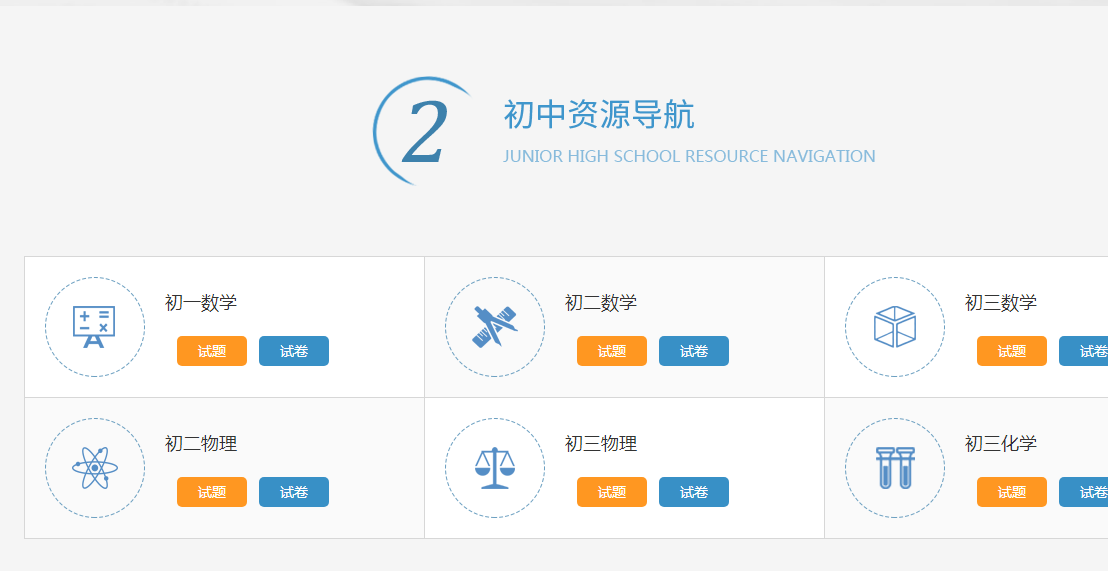 2
初中资源导航
JUNIOR HIGH SCHOOL RESOURCE NAVIGATION
初一数学
试题 试卷
初二数学
试题 试卷
初三数学
试题 试卷
初二物理
试题 试卷
初三物理
试题 试卷
初三化学
试题 试卷